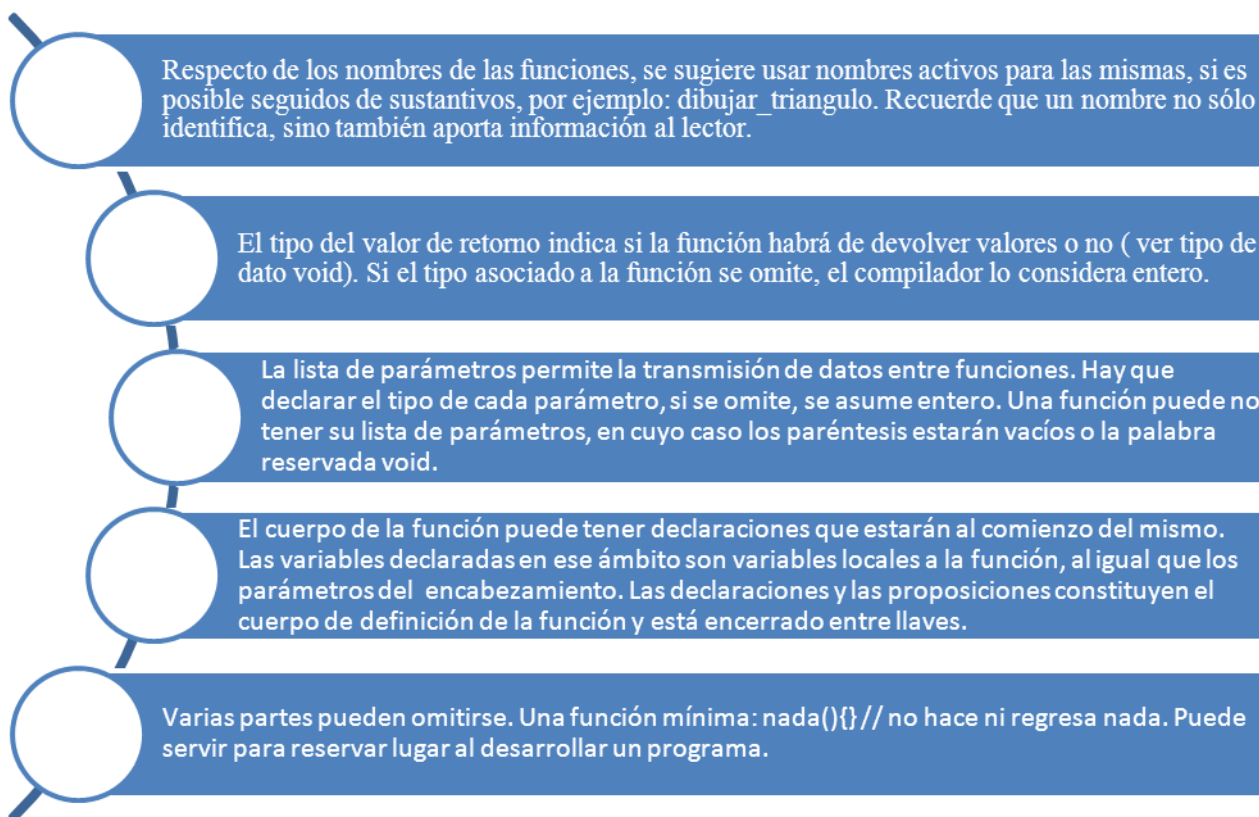 Respecto de los nombres de las funciones, se sugiere usar nombres activos para las mismas, si es
posible seguidos de sustantivos, por ejemplo: dibujar_triangulo. Recuerde que un nombre no sólo
identifica, sino también aporta información al lector.
El tipo del valor de retorno indica si la función habrá de devolver valores o no ( ver tipo de
dato void). Si el tipo asociado a la función se omite, el compilador lo considera entero.
La lista de parámetros permite la transmisión de datos entre funciones. Hay que
declarar el tipo de cada parámetro, si se omite, se asume entero. Una función puede no
tener su lista de parámetros, en cuyo caso los paréntesis estarán vacíos o la palabra
reservada void.
El cuerpo de la función puede tener declaraciones que estarán al comienzo del mismo.
Las variables declaradas en ese ámbito son variables locales a la función, al igual que los
parámetros del encabezamiento. Las declaraciones y las proposiciones constituyen el
cuerpo de definición de la función y está encerrado entre llaves.
Varias partes pueden omitirse. Una función mínima: nada(){} // no hace ni regresa nada. Puede
servir para reservar lugar al desarrollar un programa.